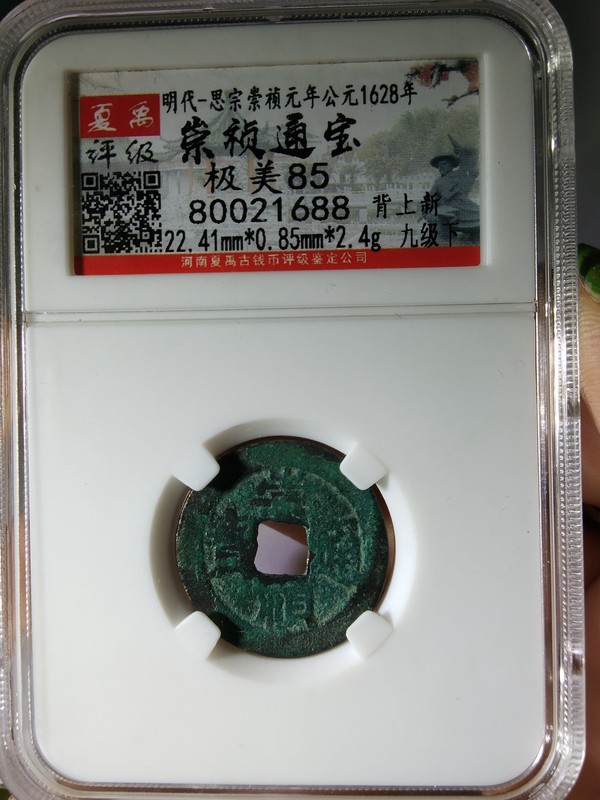 夏禹
评级
明代-思宗崇祯元年公元1628年
崇祯通宝
极美85
80021688 背上新
22.41mm*0.85mm*2.4g 九级下
河南夏禹古钱币评级鉴定公司